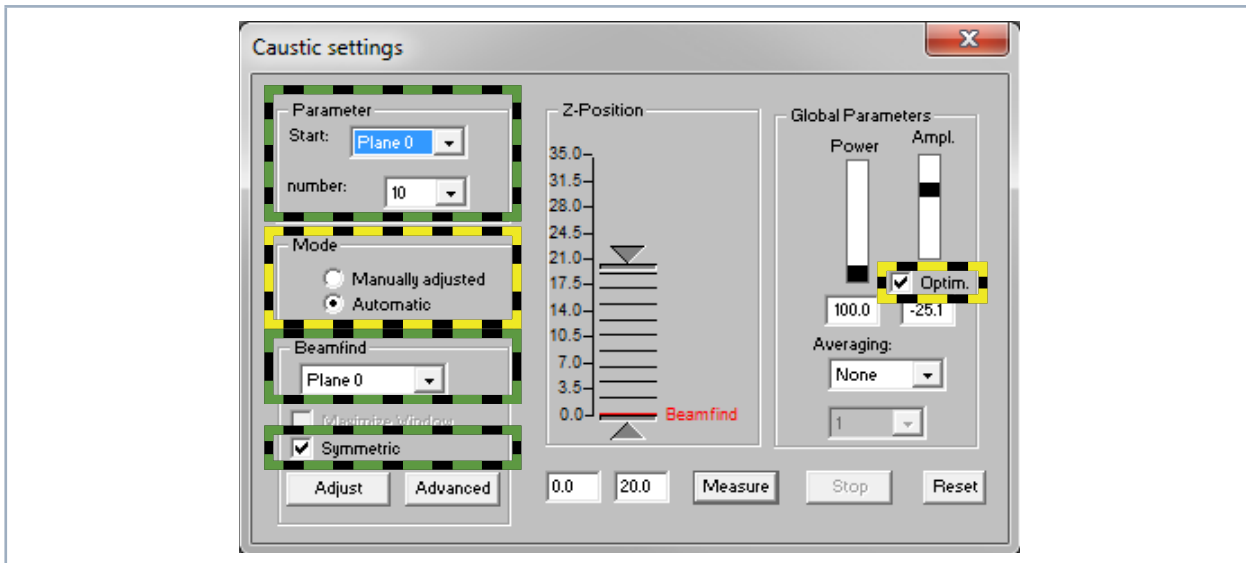 Caustic settings
X
Parameter
Start:
Plane 0
number:
10
Mode
Manually adjusted
Automatic
Beamfind
Plane 0
Maximize Window
Symmetric
Adjust
Advanced
Z-Position
35.0
31.5
28.0
24.5
21.0
17.5
14.0
10.5
7.0
3.5
0.0
Beamfind
0.0
20.0
Measure
Stop
Reset
Global Parameters
Power
Ampl.
Optim.
100.0
-25.1
Averaging:
None
1